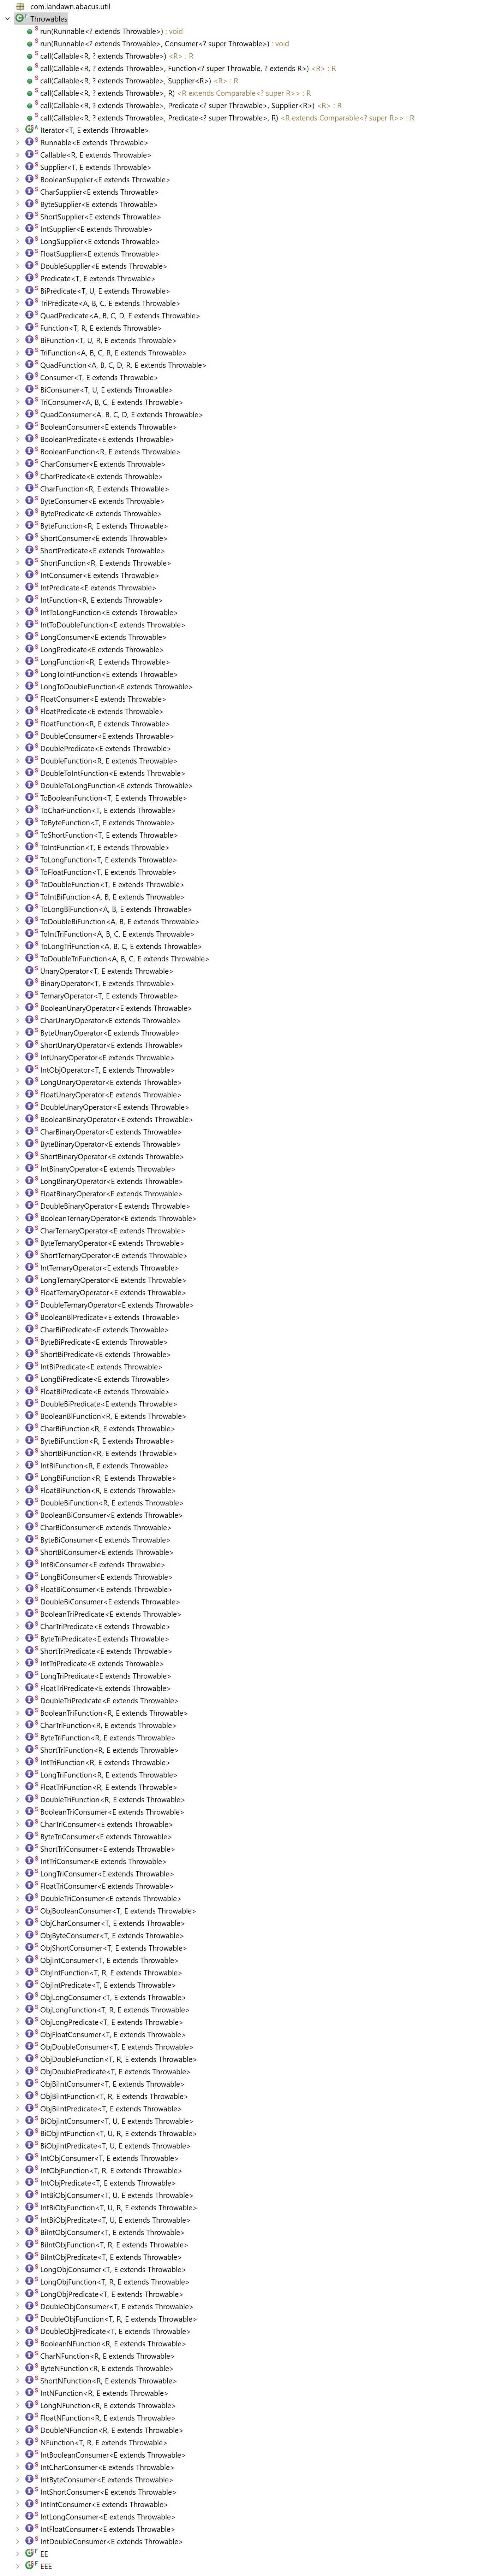 com.landawn.abacus.util
Throwables
run(Runnable<? extends Throwable>) : void
run(Runnable<? extends Throwable>, Consumer<? super Throwable>) : void
call(Callable<R, ? extends Throwable>) <R> : R
call(Callable<R, ? extends Throwable>, Function<? super Throwable, ? extends R>) <R> : R
call(Callable<R, ? extends Throwable>, Supplier<R>) <R> : R
call(Callable<R, ? extends Throwable>, R) <R extends Comparable<? super R>> : R
call(Callable<R, ? extends Throwable>, Predicate<? super Throwable>, Supplier<R>) <R> : R
call(Callable<R, ? extends Throwable>, Predicate<? super Throwable>, R) <R extends Comparable<? super R>> : R
Iterator<T, E extends Throwable>
Runnable<E extends Throwable>
Callable<R, E extends Throwable>
Supplier<T, E extends Throwable>
BooleanSupplier<E extends Throwable>
CharSupplier<E extends Throwable>
ByteSupplier<E extends Throwable>
ShortSupplier<E extends Throwable>
IntSupplier<E extends Throwable>
LongSupplier<E extends Throwable>
FloatSupplier<E extends Throwable>
DoubleSupplier<E extends Throwable>
Predicate<T, E extends Throwable>
BiPredicate<T, U, E extends Throwable>
TriPredicate<A, B, C, E extends Throwable>
QuadPredicate<A, B, C, D, E extends Throwable>
Function<T, R, E extends Throwable>
BiFunction<T, U, R, E extends Throwable>
TriFunction<A, B, C, R, E extends Throwable>
QuadFunction<A, B, C, D, R, E extends Throwable>
Consumer<T, E extends Throwable>
BiConsumer<T, U, E extends Throwable>
TriConsumer<A, B, C, E extends Throwable>
QuadConsumer<A, B, C, D, E extends Throwable>
BooleanConsumer<E extends Throwable>
BooleanPredicate<E extends Throwable>
BooleanFunction<R, E extends Throwable>
CharConsumer<E extends Throwable>
CharPredicate<E extends Throwable>
CharFunction<R, E extends Throwable>
ByteConsumer<E extends Throwable>
BytePredicate<E extends Throwable>
ByteFunction<R, E extends Throwable>
ShortConsumer<E extends Throwable>
ShortPredicate<E extends Throwable>
ShortFunction<R, E extends Throwable>
IntConsumer<E extends Throwable>
IntPredicate<E extends Throwable>
IntFunction<R, E extends Throwable>
IntToLongFunction<E extends Throwable>
IntToDoubleFunction<E extends Throwable>
LongConsumer<E extends Throwable>
LongPredicate<E extends Throwable>
LongFunction<R, E extends Throwable>
LongToIntFunction<E extends Throwable>
LongToDoubleFunction<E extends Throwable>
FloatConsumer<E extends Throwable>
FloatPredicate<E extends Throwable>
FloatFunction<R, E extends Throwable>
DoubleConsumer<E extends Throwable>
DoublePredicate<E extends Throwable>
DoubleFunction<R, E extends Throwable>
DoubleToIntFunction<E extends Throwable>
DoubleToLongFunction<E extends Throwable>
ToBooleanFunction<T, E extends Throwable>
ToCharFunction<T, E extends Throwable>
ToByteFunction<T, E extends Throwable>
ToShortFunction<T, E extends Throwable>
ToIntFunction<T, E extends Throwable>
ToLongFunction<T, E extends Throwable>
ToFloatFunction<T, E extends Throwable>
ToDoubleFunction<T, E extends Throwable>
ToIntBiFunction<A, B, E extends Throwable>
ToLongBiFunction<A, B, E extends Throwable>
ToDoubleBiFunction<A, B, E extends Throwable>
ToIntTriFunction<A, B, C, E extends Throwable>
ToLongTriFunction<A, B, C, E extends Throwable>
ToDoubleTriFunction<A, B, C, E extends Throwable>
UnaryOperator<T, E extends Throwable>
BinaryOperator<T, E extends Throwable>
TernaryOperator<T, E extends Throwable>
BooleanUnaryOperator<E extends Throwable>
CharUnaryOperator<E extends Throwable>
ByteUnaryOperator<E extends Throwable>
ShortUnaryOperator<E extends Throwable>
IntUnaryOperator<E extends Throwable>
IntObjOperator<T, E extends Throwable>
LongUnaryOperator<E extends Throwable>
FloatUnaryOperator<E extends Throwable>
DoubleUnaryOperator<E extends Throwable>
BooleanBinaryOperator<E extends Throwable>
CharBinaryOperator<E extends Throwable>
ByteBinaryOperator<E extends Throwable>
ShortBinaryOperator<E extends Throwable>
IntBinaryOperator<E extends Throwable>
LongBinaryOperator<E extends Throwable>
FloatBinaryOperator<E extends Throwable>
DoubleBinaryOperator<E extends Throwable>
BooleanTernaryOperator<E extends Throwable>
CharTernaryOperator<E extends Throwable>
ByteTernaryOperator<E extends Throwable>
ShortTernaryOperator<E extends Throwable>
IntTernaryOperator<E extends Throwable>
LongTernaryOperator<E extends Throwable>
FloatTernaryOperator<E extends Throwable>
DoubleTernaryOperator<E extends Throwable>
BooleanBiPredicate<E extends Throwable>
CharBiPredicate<E extends Throwable>
ByteBiPredicate<E extends Throwable>
ShortBiPredicate<E extends Throwable>
IntBiPredicate<E extends Throwable>
LongBiPredicate<E extends Throwable>
FloatBiPredicate<E extends Throwable>
DoubleBiPredicate<E extends Throwable>
BooleanBiFunction<R, E extends Throwable>
CharBiFunction<R, E extends Throwable>
ByteBiFunction<R, E extends Throwable>
ShortBiFunction<R, E extends Throwable>
IntBiFunction<R, E extends Throwable>
LongBiFunction<R, E extends Throwable>
FloatBiFunction<R, E extends Throwable>
DoubleBiFunction<R, E extends Throwable>
BooleanBiConsumer<E extends Throwable>
CharBiConsumer<E extends Throwable>
ByteBiConsumer<E extends Throwable>
ShortBiConsumer<E extends Throwable>
IntBiConsumer<E extends Throwable>
LongBiConsumer<E extends Throwable>
FloatBiConsumer<E extends Throwable>
DoubleBiConsumer<E extends Throwable>
BooleanTriPredicate<E extends Throwable>
CharTriPredicate<E extends Throwable>
ByteTriPredicate<E extends Throwable>
ShortTriPredicate<E extends Throwable>
IntTriPredicate<E extends Throwable>
LongTriPredicate<E extends Throwable>
FloatTriPredicate<E extends Throwable>
DoubleTriPredicate<E extends Throwable>
BooleanTriFunction<R, E extends Throwable>
CharTriFunction<R, E extends Throwable>
ByteTriFunction<R, E extends Throwable>
ShortTriFunction<R, E extends Throwable>
IntTriFunction<R, E extends Throwable>
LongTriFunction<R, E extends Throwable>
FloatTriFunction<R, E extends Throwable>
DoubleTriFunction<R, E extends Throwable>
BooleanTriConsumer<E extends Throwable>
CharTriConsumer<E extends Throwable>
ByteTriConsumer<E extends Throwable>
ShortTriConsumer<E extends Throwable>
IntTriConsumer<E extends Throwable>
LongTriConsumer<E extends Throwable>
FloatTriConsumer<E extends Throwable>
DoubleTriConsumer<E extends Throwable>
ObjBooleanConsumer<T, E extends Throwable>
ObjCharConsumer<T, E extends Throwable>
ObjByteConsumer<T, E extends Throwable>
ObjShortConsumer<T, E extends Throwable>
ObjIntConsumer<T, E extends Throwable>
ObjIntFunction<T, R, E extends Throwable>
ObjIntPredicate<T, E extends Throwable>
ObjLongConsumer<T, E extends Throwable>
ObjLongFunction<T, R, E extends Throwable>
ObjLongPredicate<T, E extends Throwable>
ObjFloatConsumer<T, E extends Throwable>
ObjDoubleConsumer<T, E extends Throwable>
ObjDoubleFunction<T, R, E extends Throwable>
ObjDoublePredicate<T, E extends Throwable>
ObjBiIntConsumer<T, E extends Throwable>
ObjBiIntFunction<T, R, E extends Throwable>
ObjBiIntPredicate<T, E extends Throwable>
BiObjIntConsumer<T, U, E extends Throwable>
BiObjIntFunction<T, U, R, E extends Throwable>
BiObjIntPredicate<T, U, E extends Throwable>
IntObjConsumer<T, E extends Throwable>
IntObjFunction<T, R, E extends Throwable>
IntObjPredicate<T, E extends Throwable>
IntBiObjConsumer<T, U, E extends Throwable>
IntBiObjFunction<T, U, R, E extends Throwable>
IntBiObjPredicate<T, U, E extends Throwable>
BiIntObjConsumer<T, E extends Throwable>
BiIntObjFunction<T, R, E extends Throwable>
BiIntObjPredicate<T, E extends Throwable>
LongObjConsumer<T, E extends Throwable>
LongObjFunction<T, R, E extends Throwable>
LongObjPredicate<T, E extends Throwable>
DoubleObjConsumer<T, E extends Throwable>
DoubleObjFunction<T, R, E extends Throwable>
DoubleObjPredicate<T, E extends Throwable>
BooleanNFunction<R, E extends Throwable>
CharNFunction<R, E extends Throwable>
ByteNFunction<R, E extends Throwable>
ShortNFunction<R, E extends Throwable>
IntNFunction<R, E extends Throwable>
LongNFunction<R, E extends Throwable>
FloatNFunction<R, E extends Throwable>
DoubleNFunction<R, E extends Throwable>
NFunction<T, R, E extends Throwable>
IntBooleanConsumer<E extends Throwable>
IntCharConsumer<E extends Throwable>
IntByteConsumer<E extends Throwable>
IntShortConsumer<E extends Throwable>
IntIntConsumer<E extends Throwable>
IntLongConsumer<E extends Throwable>
IntFloatConsumer<E extends Throwable>
IntDoubleConsumer<E extends Throwable>
EE
EEE